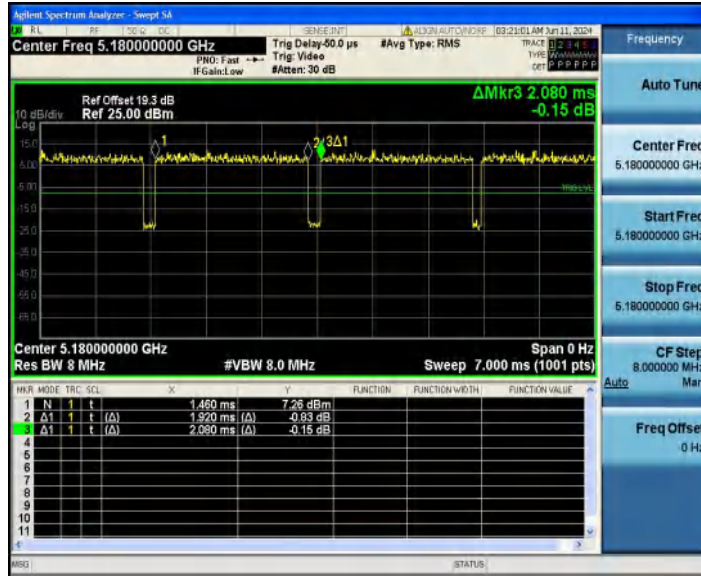 Agilent Spectrum Analyzer - Swept SA
RL RF 50 Ω DC SENSE:INT ALIGN AUTO/NORF 03:21:01 AM Jun 11, 2024
Center Freq 5.180000000 GHz
PNO: Fast
IFGain:Low
Trig Delay-50.0 µs
Trig: Video
#Atten: 30 dB
#Avg Type: RMS
TRACE 1 2 3 4 5 6
TYPE
DET P P P P P P
Ref Offset 19.3 dB
10 dB/div Ref 25.00 dBm
Log
ΔMkr3 2.080 ms
-0.15 dB
15.0
5.00
-5.00
-15.0
-25.0
-35.0
-45.0
-55.0
-65.0
1
2
3Δ1
TRIG LVL
Center 5.180000000 GHz Span 0 Hz
Res BW 8 MHz #VBW 8.0 MHz Sweep 7.000 ms (1001 pts)
MKR MODE TRC SCL X Y FUNCTION FUNCTION WIDTH FUNCTION VALUE
1 N 1 t 1.460 ms 7.26 dBm
2 Δ1 1 t (Δ) 1.920 ms (Δ) -0.83 dB
3 Δ1 1 t (Δ) 2.080 ms (Δ) -0.15 dB
4
5
6
7
8
9
10
11
MSG STATUS
Frequency
Auto Tune
Center Freq
5.180000000 GHz
Start Freq
5.180000000 GHz
Stop Freq
5.180000000 GHz
CF Step
8.000000 MHz
Auto Man
Freq Offset
0 Hz